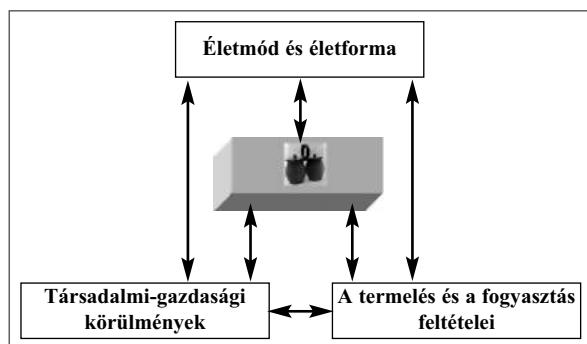 Életmód és életforma
Társadalmi-gazdasági
körülmények
A termelés és a fogyasztás
feltételei